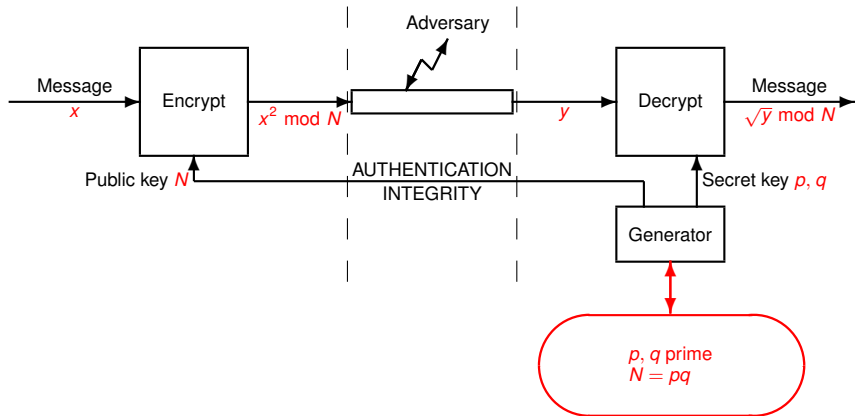 Adversary
Message
x
Encrypt
x² mod N
y
Decrypt
Message
√y mod N
Public key N
AUTHENTICATION
INTEGRITY
Secret key p, q
Generator
p, q prime
N = pq